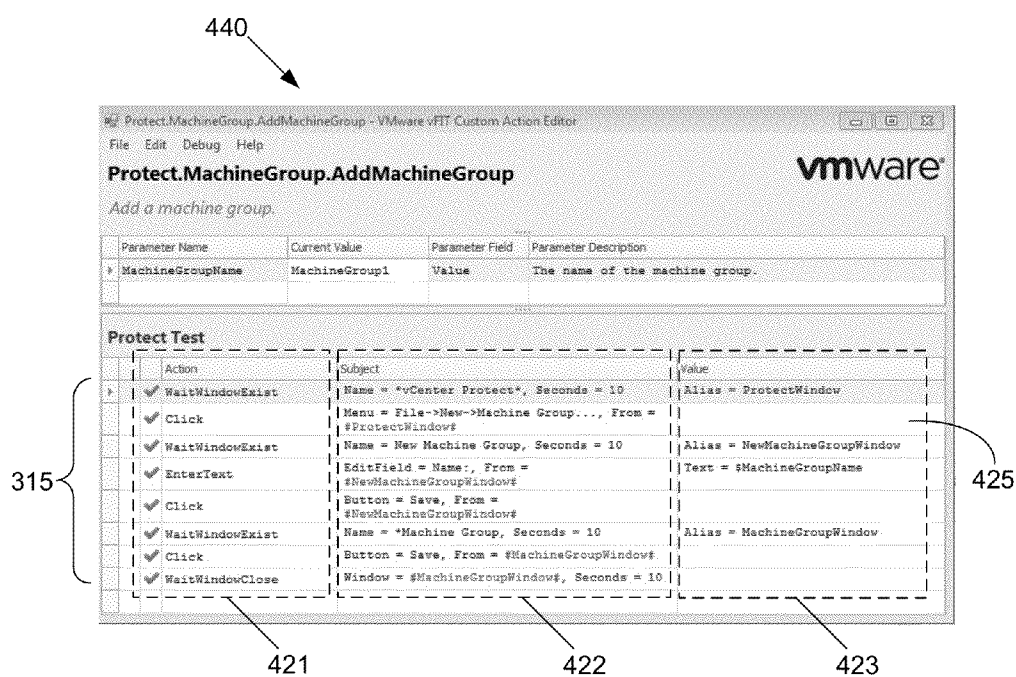 440
Protect.MachineGroup.AddMachineGroup - VMware vFIT Custom Action Editor
File Edit Debug Help
vmware®
Protect.MachineGroup.AddMachineGroup
Add a machine group.
Parameter Name Current Value Parameter Field Parameter Description
MachineGroupName MachineGroup1 Value The name of the machine group.
Protect Test
Action Subject Value
WaitWindowExist Name = *vCenter Protect*, Seconds = 10 Alias = ProtectWindow
Click Menu = File->New->Machine Group..., From =
#ProtectWindow#
WaitWindowExist Name = New Machine Group, Seconds = 10 Alias = NewMachineGroupWindow
EnterText EditField = Name:, From = Text = $MachineGroupName
#NewMachineGroupWindow#
Click Button = Save, From =
#NewMachineGroupWindow#
WaitWindowExist Name = *Machine Group, Seconds = 10 Alias = MachineGroupWindow
Click Button = Save, From = #MachineGroupWindow#
WaitWindowClose Window = #MachineGroupWindow#, Seconds = 10
315
425
421
422
423